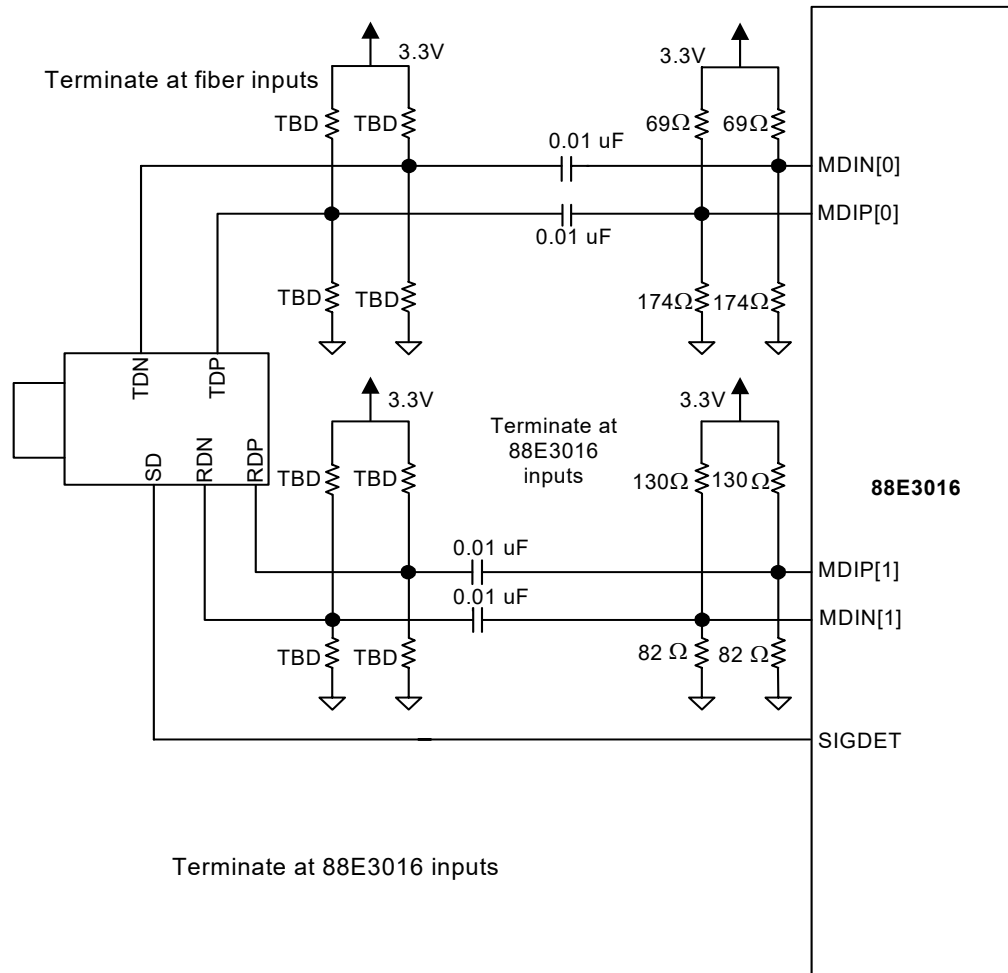 3.3V
3.3V
Terminate at fiber inputs
TBD
TBD
69Ω
69Ω
0.01 uF
MDIN[0]
MDIP[0]
0.01 uF
TBD
TBD
174Ω
174Ω
TDN
TDP
3.3V
3.3V
Terminate at
88E3016
inputs
SD
RDN
RDP
TBD
TBD
130Ω
130Ω
88E3016
0.01 uF
MDIP[1]
0.01 uF
MDIN[1]
TBD
TBD
82 Ω
82 Ω
SIGDET
Terminate at 88E3016 inputs